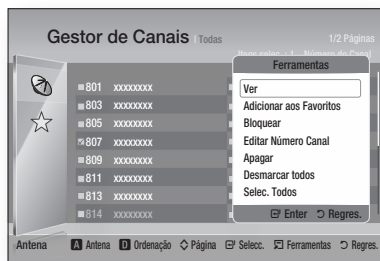 Gestor de Canais | Todas
1/2 Páginas
Itens selec. : 1 Número do Canal
801 xxxxxxxx
803 xxxxxxxx
805 xxxxxxxx
807 xxxxxxxx
809 xxxxxxxx
811 xxxxxxxx
813 xxxxxxxx
814 xxxxxxxx
Ferramentas
Ver
Adicionar aos Favoritos
Bloquear
Editar Número Canal
Apagar
Desmarcar todos
Selec. Todos
Enter Regres.
Antena A Antena D Ordenação Página Selecc. Ferramentas Regres.